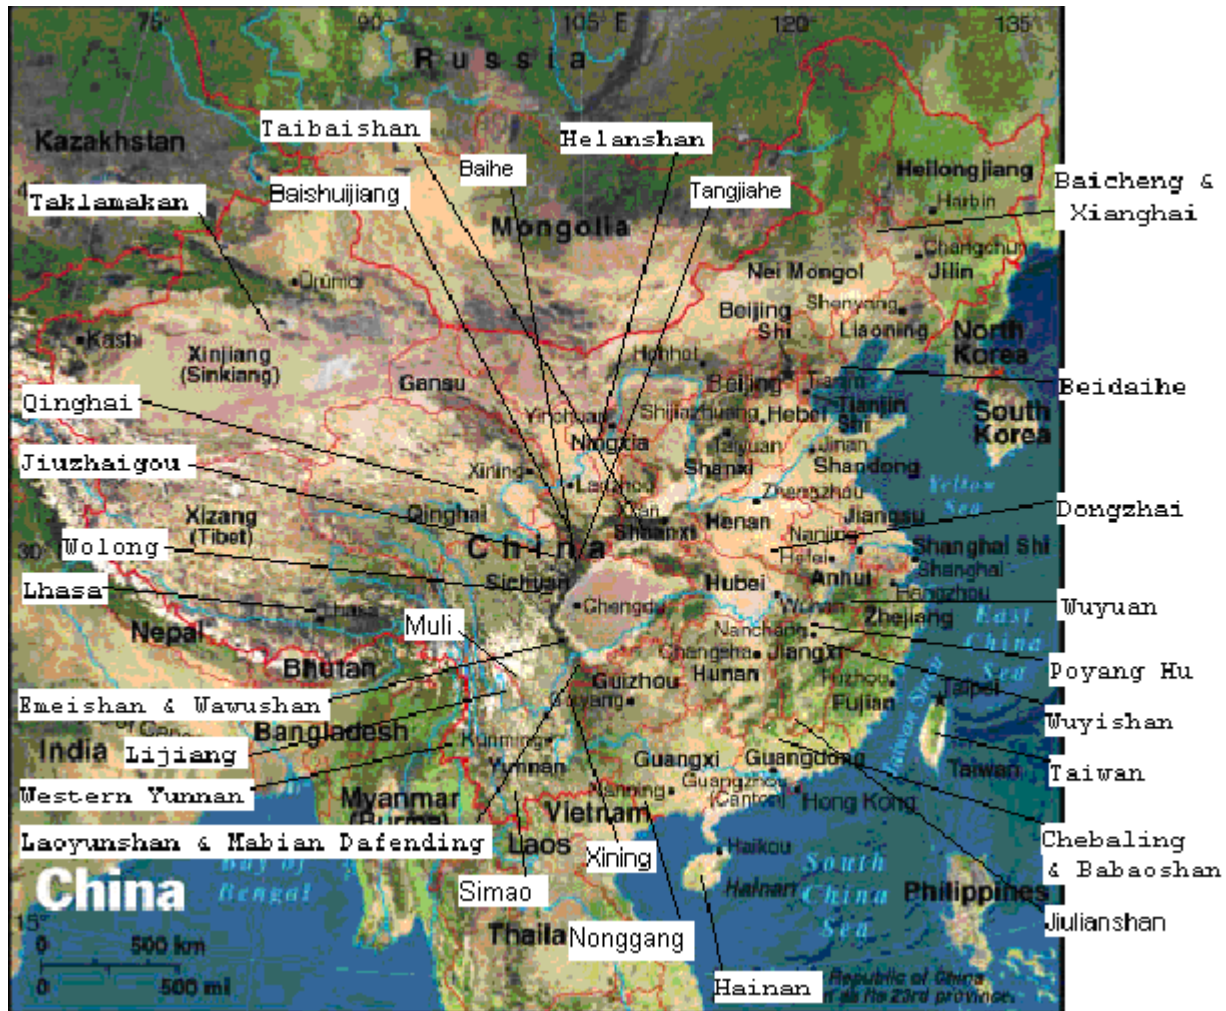 75°
90°
105° E
120°
135°
Russia
Kazakhstan
Taibaishan
Helanshan
Baihe
Baishuijiang
Tangjiahe
Heilongjiang
Baicheng &
Xianghai
Taklamakan
Harbin
Mongolia
Changchun
Jilin
Nei Mongol
Ürümqi
Beijing
Shi
Shenyang
Liaoning
North
Korea
Kashi
Xinjiang
(Sinkiang)
Hohhot
Gansu
Beijing
Tianjin
Beidaihe
Qinghai
Yinchuan
Shijiazhuang
Hebei
Tianjin
Shi
South
Korea
Ningxia
Taiyuan
Jinan
Jiuzhaigou
Xining
Shanxi
Shandong
Lanzhou
Yellow
Sea
Zhengzhou
Qinghai
Xian
Xizang
(Tibet)
Shaanxi
Henan
Jiangsu
Dongzhai
30°
Wolong
China
Nanjing
Hefei
Shanghai Shi
Shanghai
Sichuan
Hubei
Anhui
Lhasa
Lhasa
Chengdu
Wuhan
Hangzhou
Zhejiang
Wuyuan
Nepal
Muli
Nanchang
East
China
Sea
Bhutan
Changsha
Jiangxi
Hunan
Poyang Hu
Guizhou
Fuzhou
Fujian
Taipei
Emeishan & Wawushan
Guiyang
Wuyishan
India
Bangladesh
Lijiang
Kunming
Yunnan
Guangxi
Guangdong
Taiwan Strait
Taiwan
Taiwan
Western Yunnan
Myanmar
(Burma)
Nanning
Guangzhou
(Canton)
Hong Kong
Vietnam
Laoyunshan & Mabian Dafending
Laos
Xining
Haikou
Chebaling
& Babaoshan
Bay of
Bengal
China
Simao
Hainan
South
China
Sea
Philippines
Jiulianshan
15°
Nonggang
0 500 km
0 500 mi
Hainan
Republic of China
as its 23rd province.